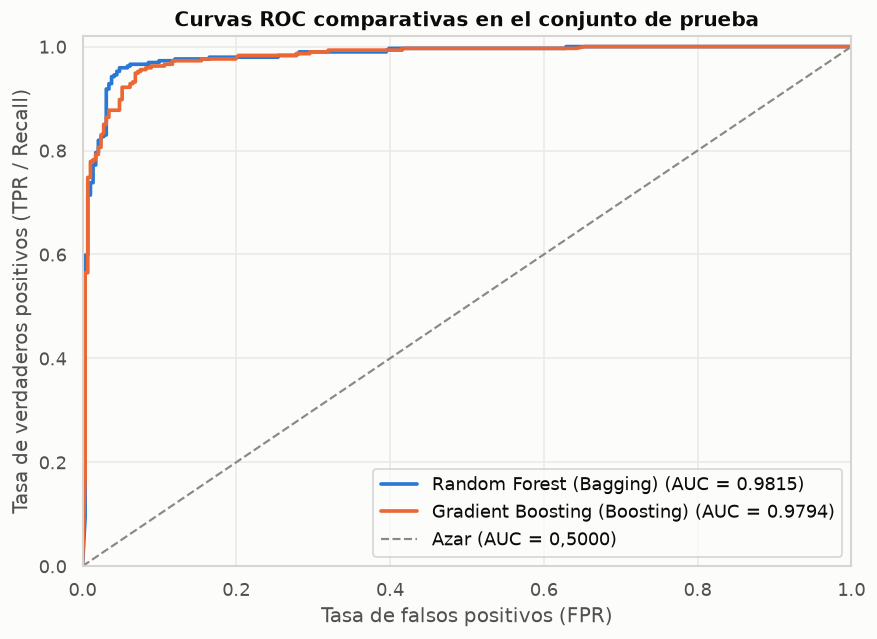 Curvas ROC comparativas en el conjunto de prueba
Tasa de verdaderos positivos (TPR / Recall)
1.0
0.8
0.6
0.4
0.2
0.0
Random Forest (Bagging) (AUC = 0.9815)
Gradient Boosting (Boosting) (AUC = 0.9794)
Azar (AUC = 0,5000)
0.0 0.2 0.4 0.6 0.8 1.0
Tasa de falsos positivos (FPR)